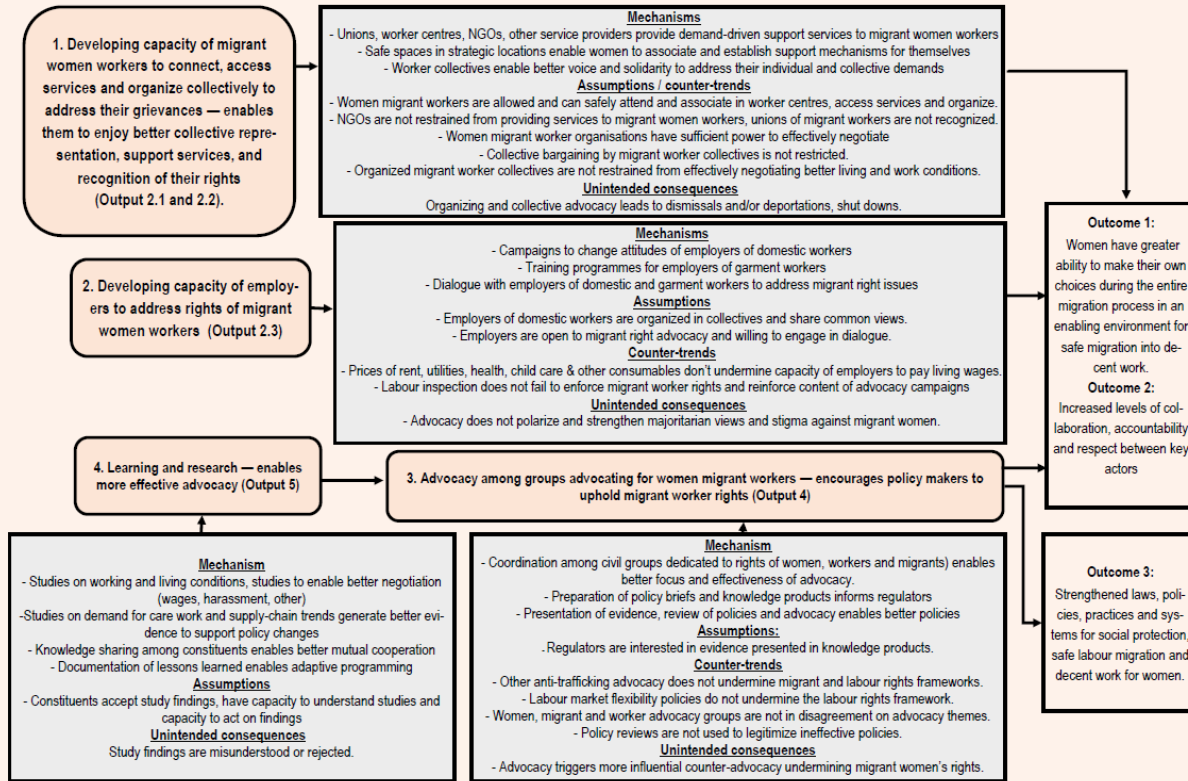 1. Developing capacity of migrant
women workers to connect, access
services and organize collectively to
address their grievances — enables
them to enjoy better collective repre-
sentation, support services, and
recognition of their rights
(Output 2.1 and 2.2).
Mechanisms
- Unions, worker centres, NGOs, other service providers provide demand-driven support services to migrant women workers
- Safe spaces in strategic locations enable women to associate and establish support mechanisms for themselves
- Worker collectives enable better voice and solidarity to address their individual and collective demands
Assumptions / counter-trends
- Women migrant workers are allowed and can safely attend and associate in worker centres, access services and organize.
- NGOs are not restrained from providing services to migrant women workers, unions of migrant workers are not recognized.
- Women migrant worker organisations have sufficient power to effectively negotiate
- Collective bargaining by migrant worker collectives is not restricted.
- Organized migrant worker collectives are not restrained from effectively negotiating better living and work conditions.
Unintended consequences
Organizing and collective advocacy leads to dismissals and/or deportations, shut downs.
2. Developing capacity of employ-
ers to address rights of migrant
women workers (Output 2.3)
Mechanisms
- Campaigns to change attitudes of employers of domestic workers
- Training programmes for employers of garment workers
- Dialogue with employers of domestic and garment workers to address migrant right issues
Assumptions
- Employers of domestic workers are organized in collectives and share common views.
- Employers are open to migrant right advocacy and willing to engage in dialogue.
Counter-trends
- Prices of rent, utilities, health, child care & other consumables don't undermine capacity of employers to pay living wages.
- Labour inspection does not fail to enforce migrant worker rights and reinforce content of advocacy campaigns
Unintended consequences
- Advocacy does not polarize and strengthen majoritarian views and stigma against migrant women.
Outcome 1:
Women have greater
ability to make their own
choices during the entire
migration process in an
enabling environment for
safe migration into de-
cent work.
Outcome 2:
Increased levels of col-
laboration, accountability
and respect between key
actors
4. Learning and research — enables
more effective advocacy (Output 5)
3. Advocacy among groups advocating for women migrant workers — encourages policy makers to
uphold migrant worker rights (Output 4)
Mechanism
- Studies on working and living conditions, studies to enable better negotiation
(wages, harassment, other)
-Studies on demand for care work and supply-chain trends generate better evi-
dence to support policy changes
- Knowledge sharing among constituents enables better mutual cooperation
- Documentation of lessons learned enables adaptive programming
Assumptions
- Constituents accept study findings, have capacity to understand studies and
capacity to act on findings
Unintended consequences
Study findings are misunderstood or rejected.
Mechanism
- Coordination among civil groups dedicated to rights of women, workers and migrants) enables
better focus and effectiveness of advocacy.
- Preparation of policy briefs and knowledge products informs regulators
- Presentation of evidence, review of policies and advocacy enables better policies
Assumptions:
. Regulators are interested in evidence presented in knowledge products.
Counter-trends
- Other anti-trafficking advocacy does not undermine migrant and labour rights frameworks.
- Labour market flexibility policies do not undermine the labour rights framework.
- Women, migrant and worker advocacy groups are not in disagreement on advocacy themes.
- Policy reviews are not used to legitimize ineffective policies.
Unintended consequences
- Advocacy triggers more influential counter-advocacy undermining migrant women's rights.
Outcome 3:
Strengthened laws, poli-
cies, practices and sys-
tems for social protection,
safe labour migration and
decent work for women.